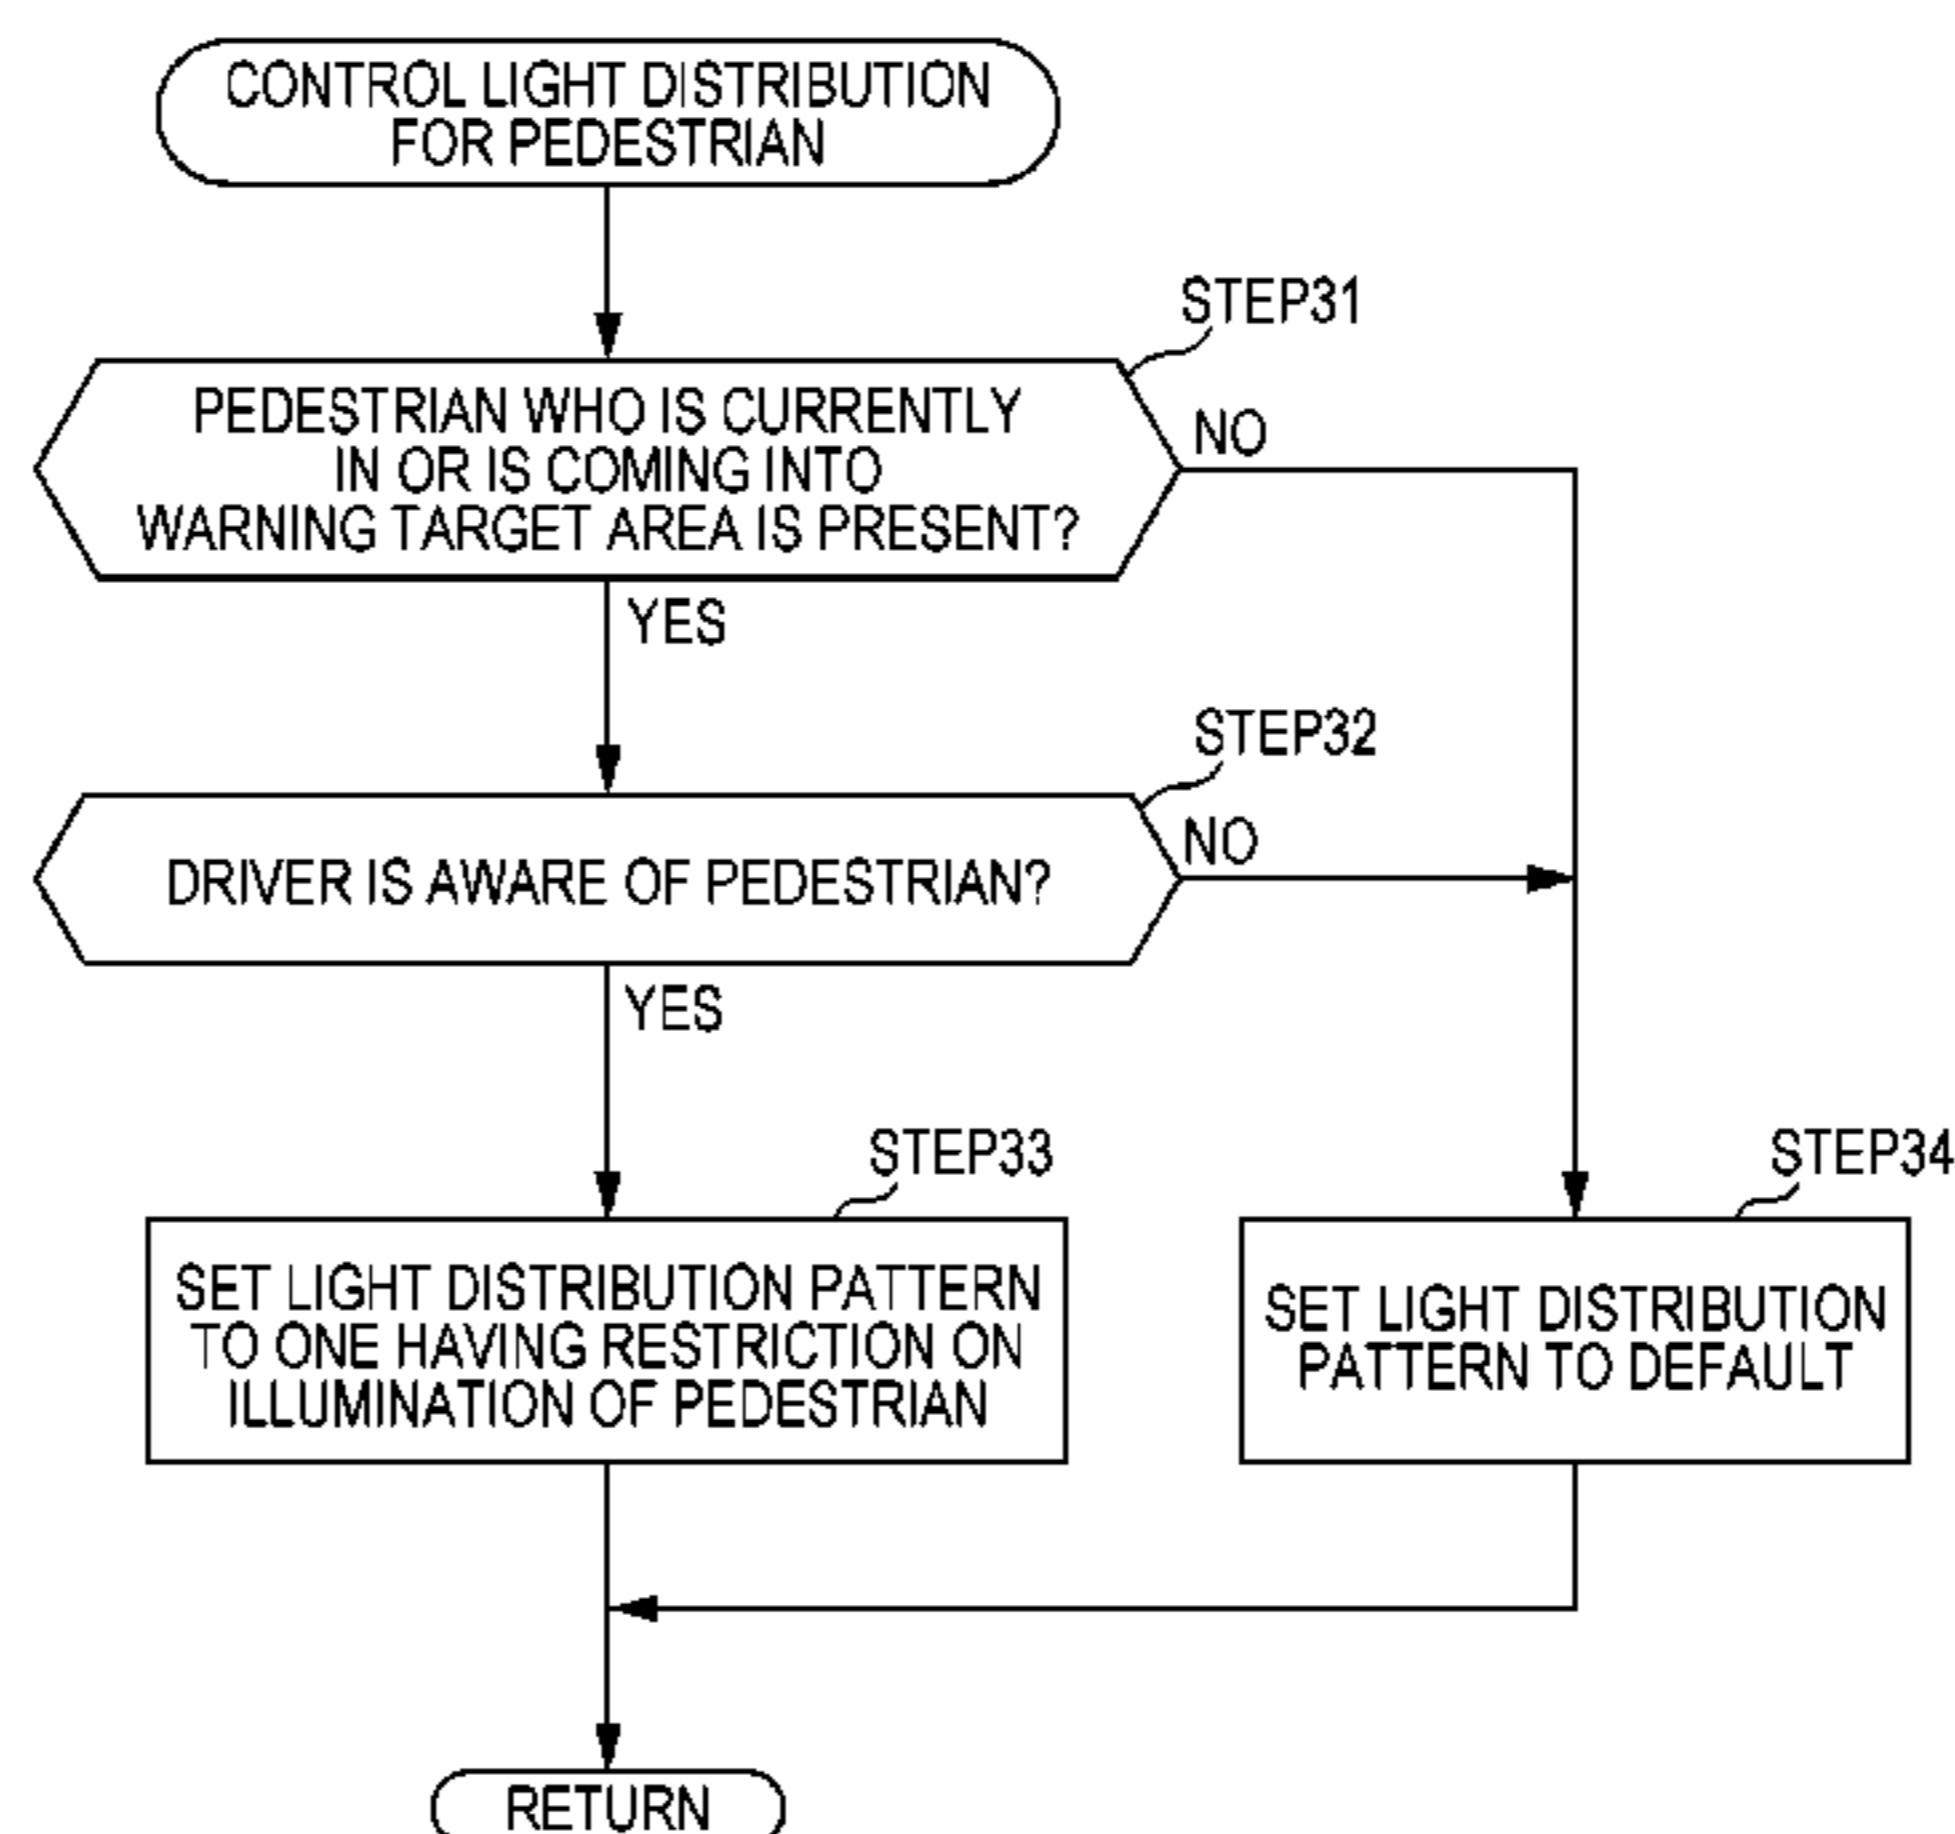 CONTROL LIGHT DISTRIBUTION
FOR PEDESTRIAN
STEP31
PEDESTRIAN WHO IS CURRENTLY
IN OR IS COMING INTO
WARNING TARGET AREA IS PRESENT?
NO
YES
STEP32
DRIVER IS AWARE OF PEDESTRIAN?
NO
YES
STEP33
SET LIGHT DISTRIBUTION PATTERN
TO ONE HAVING RESTRICTION ON
ILLUMINATION OF PEDESTRIAN
STEP34
SET LIGHT DISTRIBUTION
PATTERN TO DEFAULT
RETURN